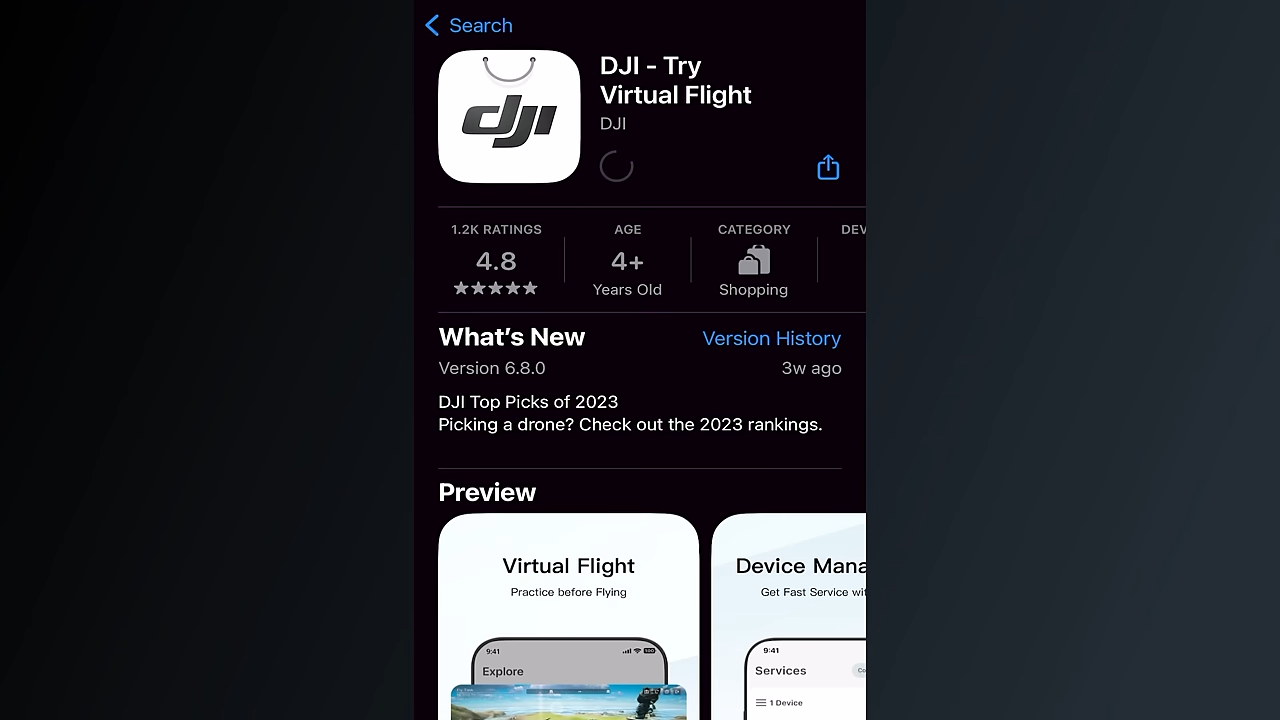 Search
dji
DJI - Try
Virtual Flight
DJI
1.2K RATINGS
4.8
AGE
4+
Years Old
CATEGORY
Shopping
DEV
What's New
Version History
Version 6.8.0
3w ago
DJI Top Picks of 2023
Picking a drone? Check out the 2023 rankings.
Preview
Virtual Flight
Practice before Flying
9:41
Explore
Device Mana
Get Fast Service wit
9:41
Services
Co
1 Device